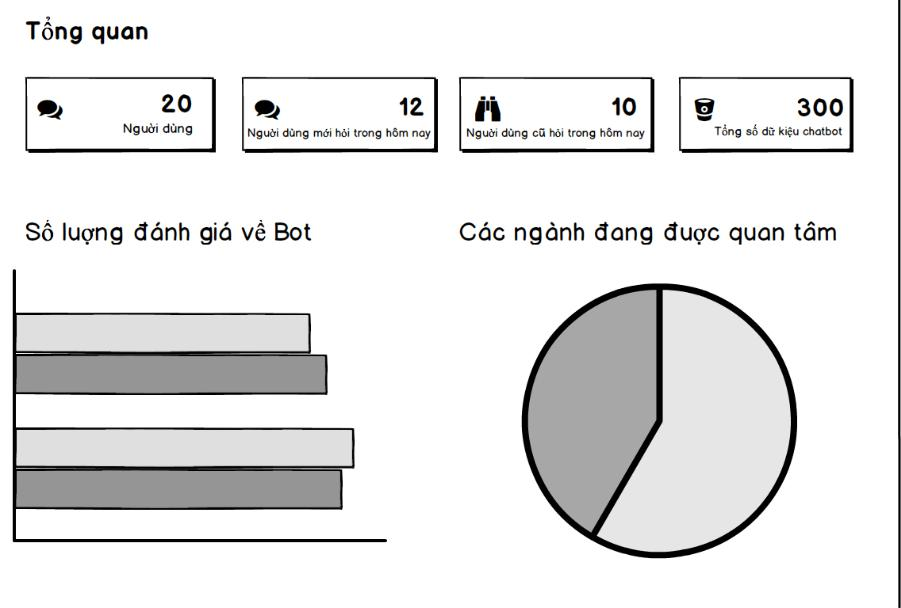 Tổng quan
20
Người dùng
12
Người dùng mới hỏi trong hôm nay
10
Người dùng cũ hỏi trong hôm nay
300
Tổng số dữ kiệu chatbot
Số lượng đánh giá về Bot
Các ngành đang được quan tâm